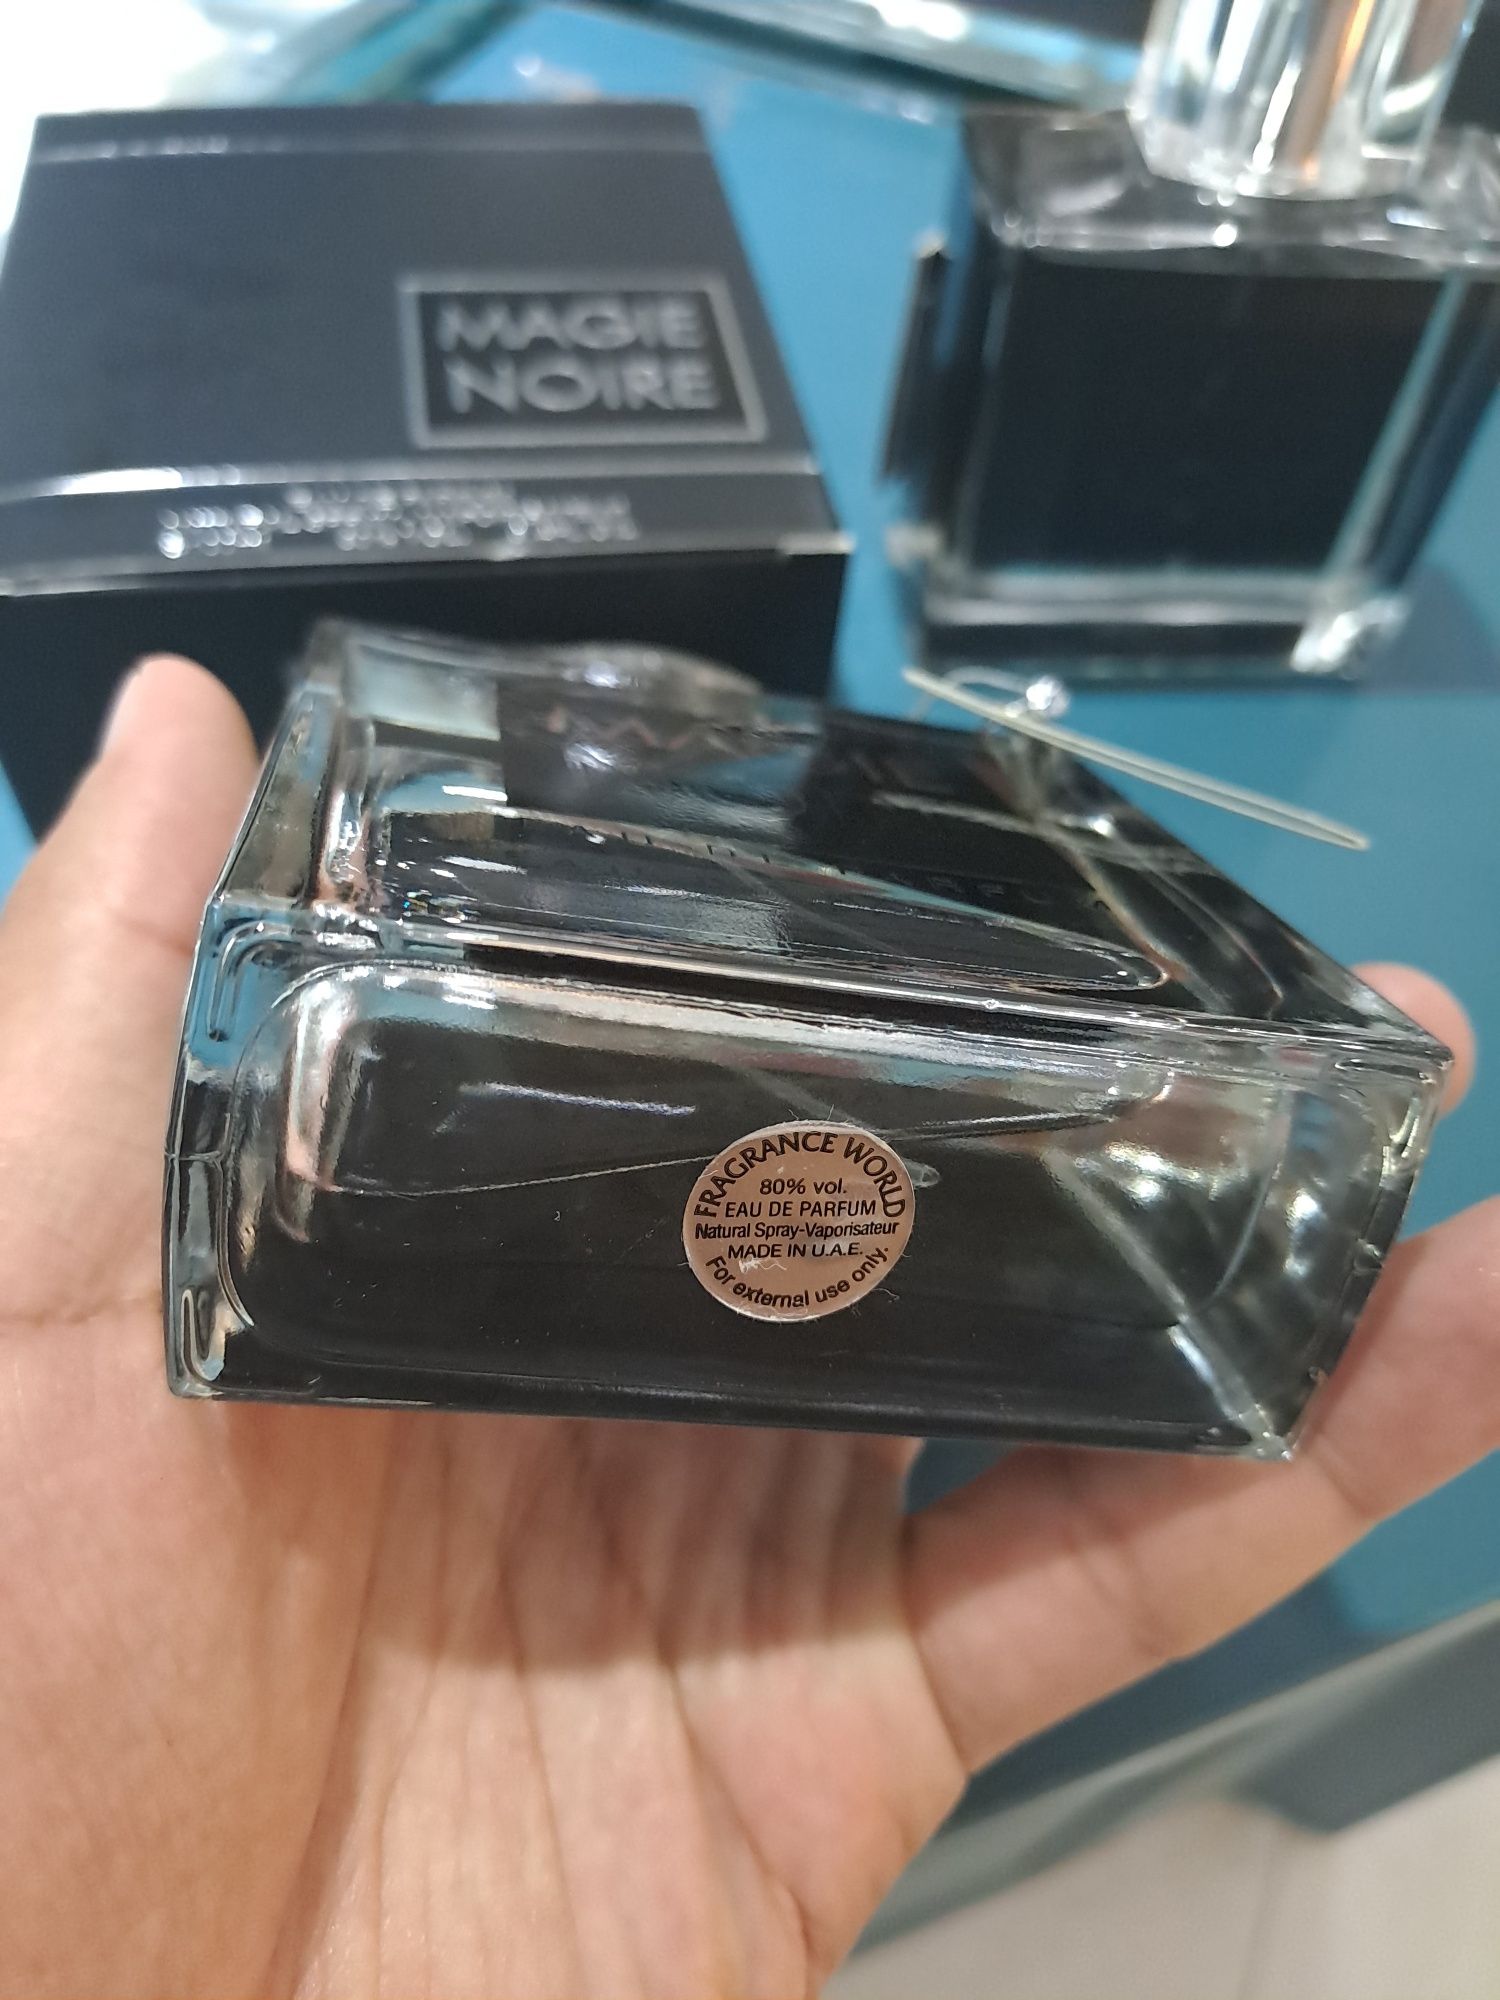 MAGIE
NOIRE
FRAGRANCE WORLD
80% vol.
EAU DE PARFUM
Natural Spray-Vaporisateur
MADE IN U.A.E.
For external use only.